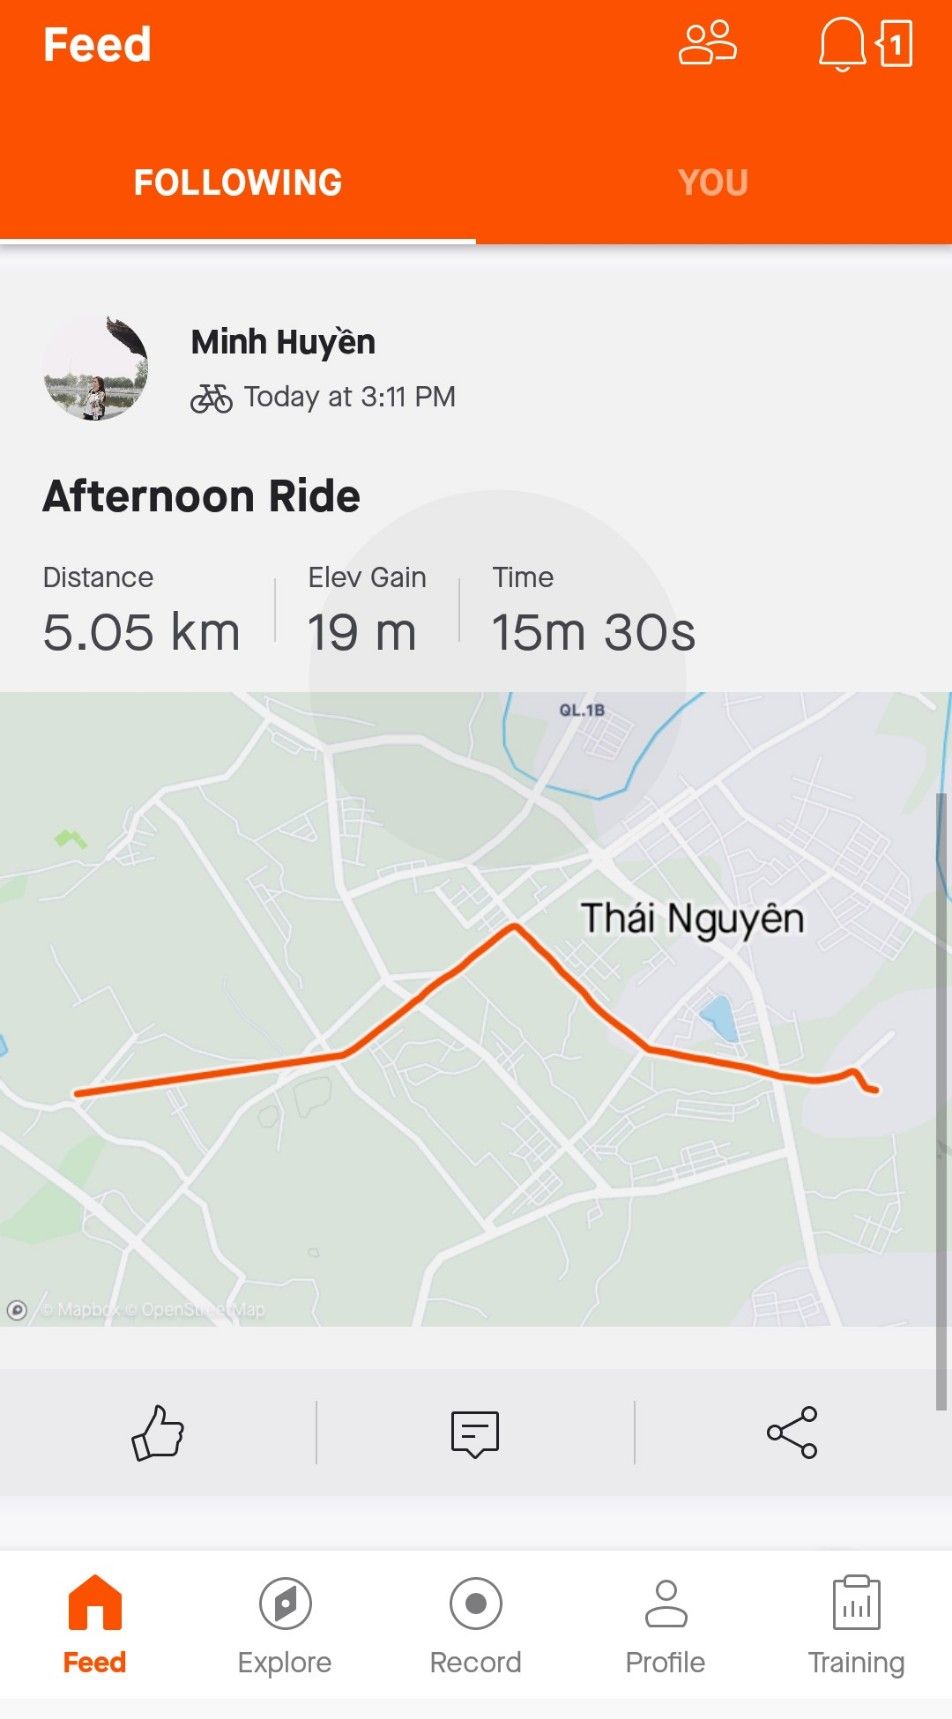 Feed
1
FOLLOWING YOU
Minh Huyền
Today at 3:11 PM
Afternoon Ride
Distance Elev Gain Time
5.05 km 19 m 15m 30s
QL.1B
Thái Nguyên
© Mapbox © OpenStreetMap
Feed Explore Record Profile Training